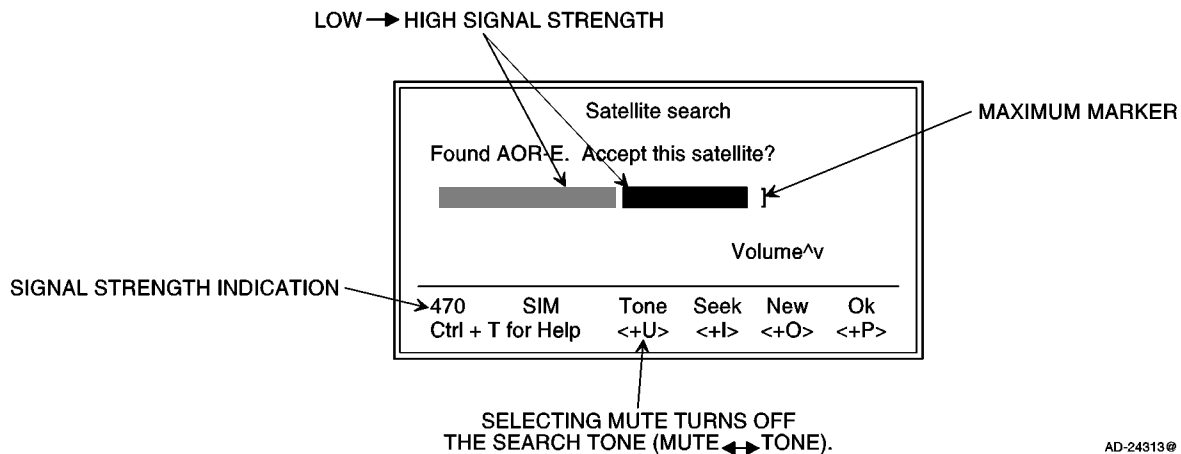 LOW → HIGH SIGNAL STRENGTH
Satellite search
MAXIMUM MARKER
Found AOR-E.  Accept this satellite?
]
Volume^v
SIGNAL STRENGTH INDICATION
470 SIM Tone Seek New Ok
Ctrl + T for Help <+U> <+I> <+O> <+P>
SELECTING MUTE TURNS OFF
THE SEARCH TONE (MUTE ↔ TONE).
AD-24313@